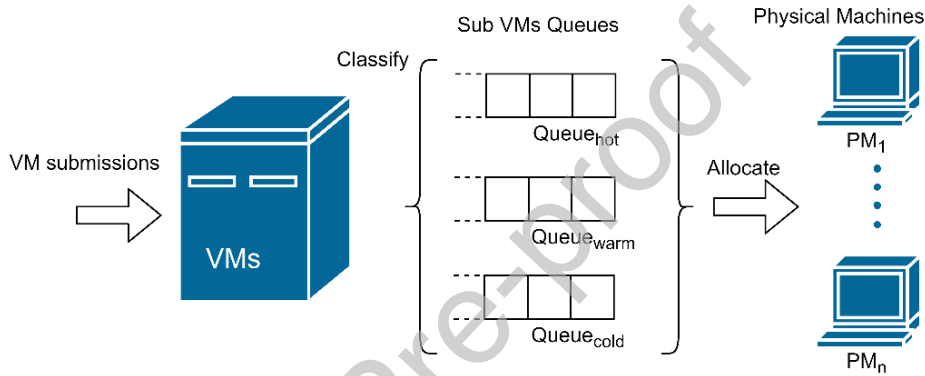 Sub VMs Queues
Physical Machines
Classify
VM submissions
VMs
Queue_hot
Queue_warm
Queue_cold
Allocate
PM_1
PM_n
Pre-proof